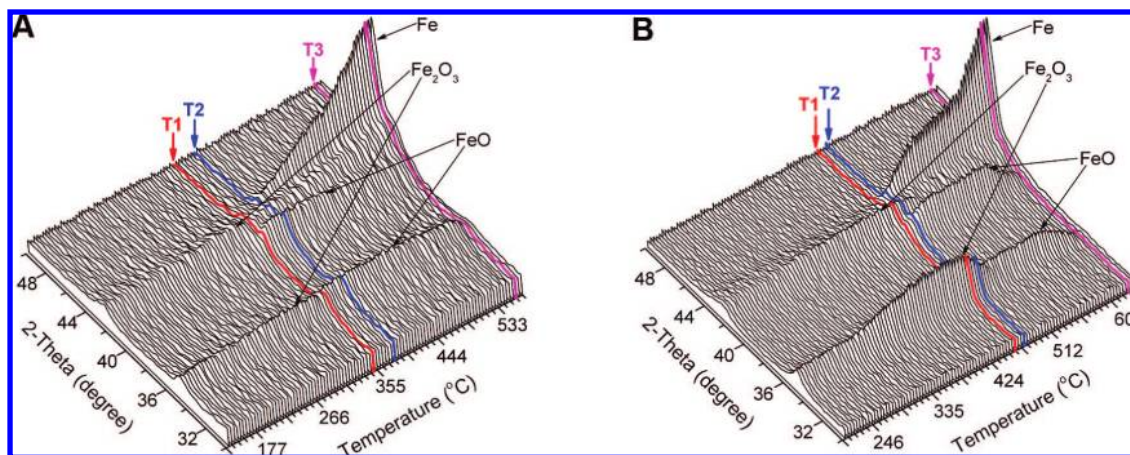 A
Fe
T3
Fe₂O₃
T2
T1
FeO
48
44
40
36
32
2-Theta (degree)
533
444
355
266
177
Temperature (°C)
B
Fe
T3
Fe₂O₃
T2
T1
FeO
48
44
40
36
32
2-Theta (degree)
60
512
424
335
246
Temperature (°C)